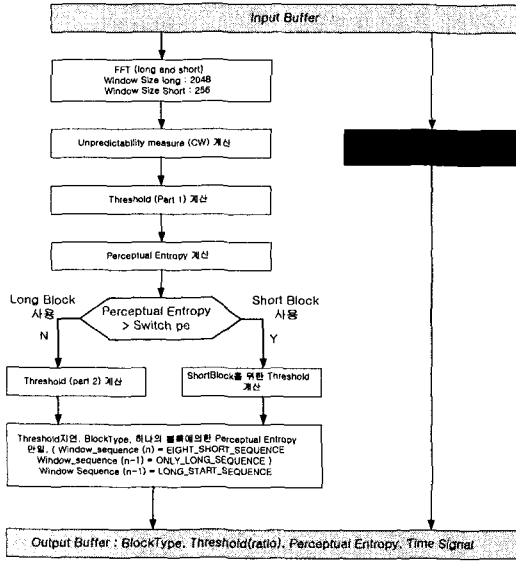 Input Buffer
FFT (long and short)
Window Size long : 2048
Window Size Short : 256
Unpredictability measure (CW) 계산
Threshold (Part 1) 계산
Perceptual Entropy 계산
Long Block
사용
N
Perceptual Entropy
> Switch pe
Short Block
사용
Y
Threshold (part 2) 계산
ShortBlock를 위한 Threshold
계산
Threshold지연, BlockType, 하나의 블록에의한 Perceptual Entropy
만일, ( Window_sequence (n) = EIGHT_SHORT_SEQUENCE
Window_sequence (n-1) = ONLY_LONG_SEQUENCE )
Window Sequence (n-1) = LONG_START_SEQUENCE
Output Buffer : BlockType, Threshold(ratio), Perceptual Entropy, Time Signal